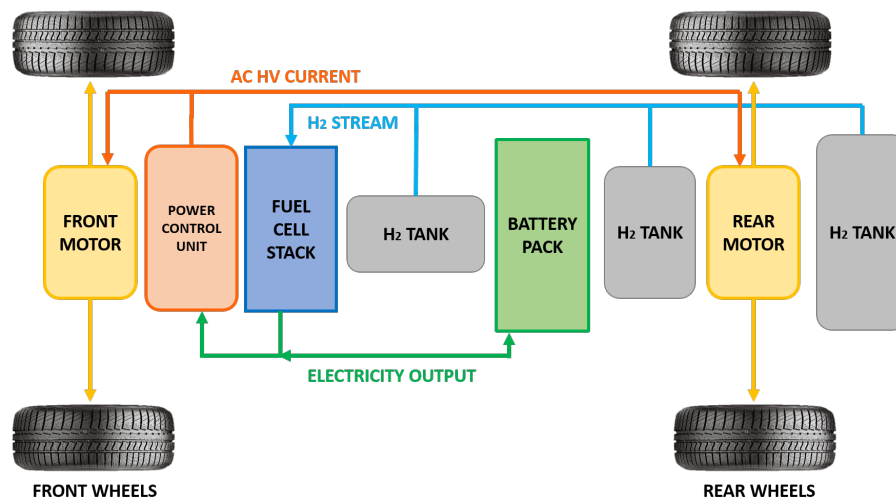 AC HV CURRENT
H₂ STREAM
FRONT
MOTOR
POWER
CONTROL
UNIT
FUEL
CELL
STACK
H₂ TANK
BATTERY
PACK
H₂ TANK
REAR
MOTOR
H₂ TANK
ELECTRICITY OUTPUT
FRONT WHEELS
REAR WHEELS